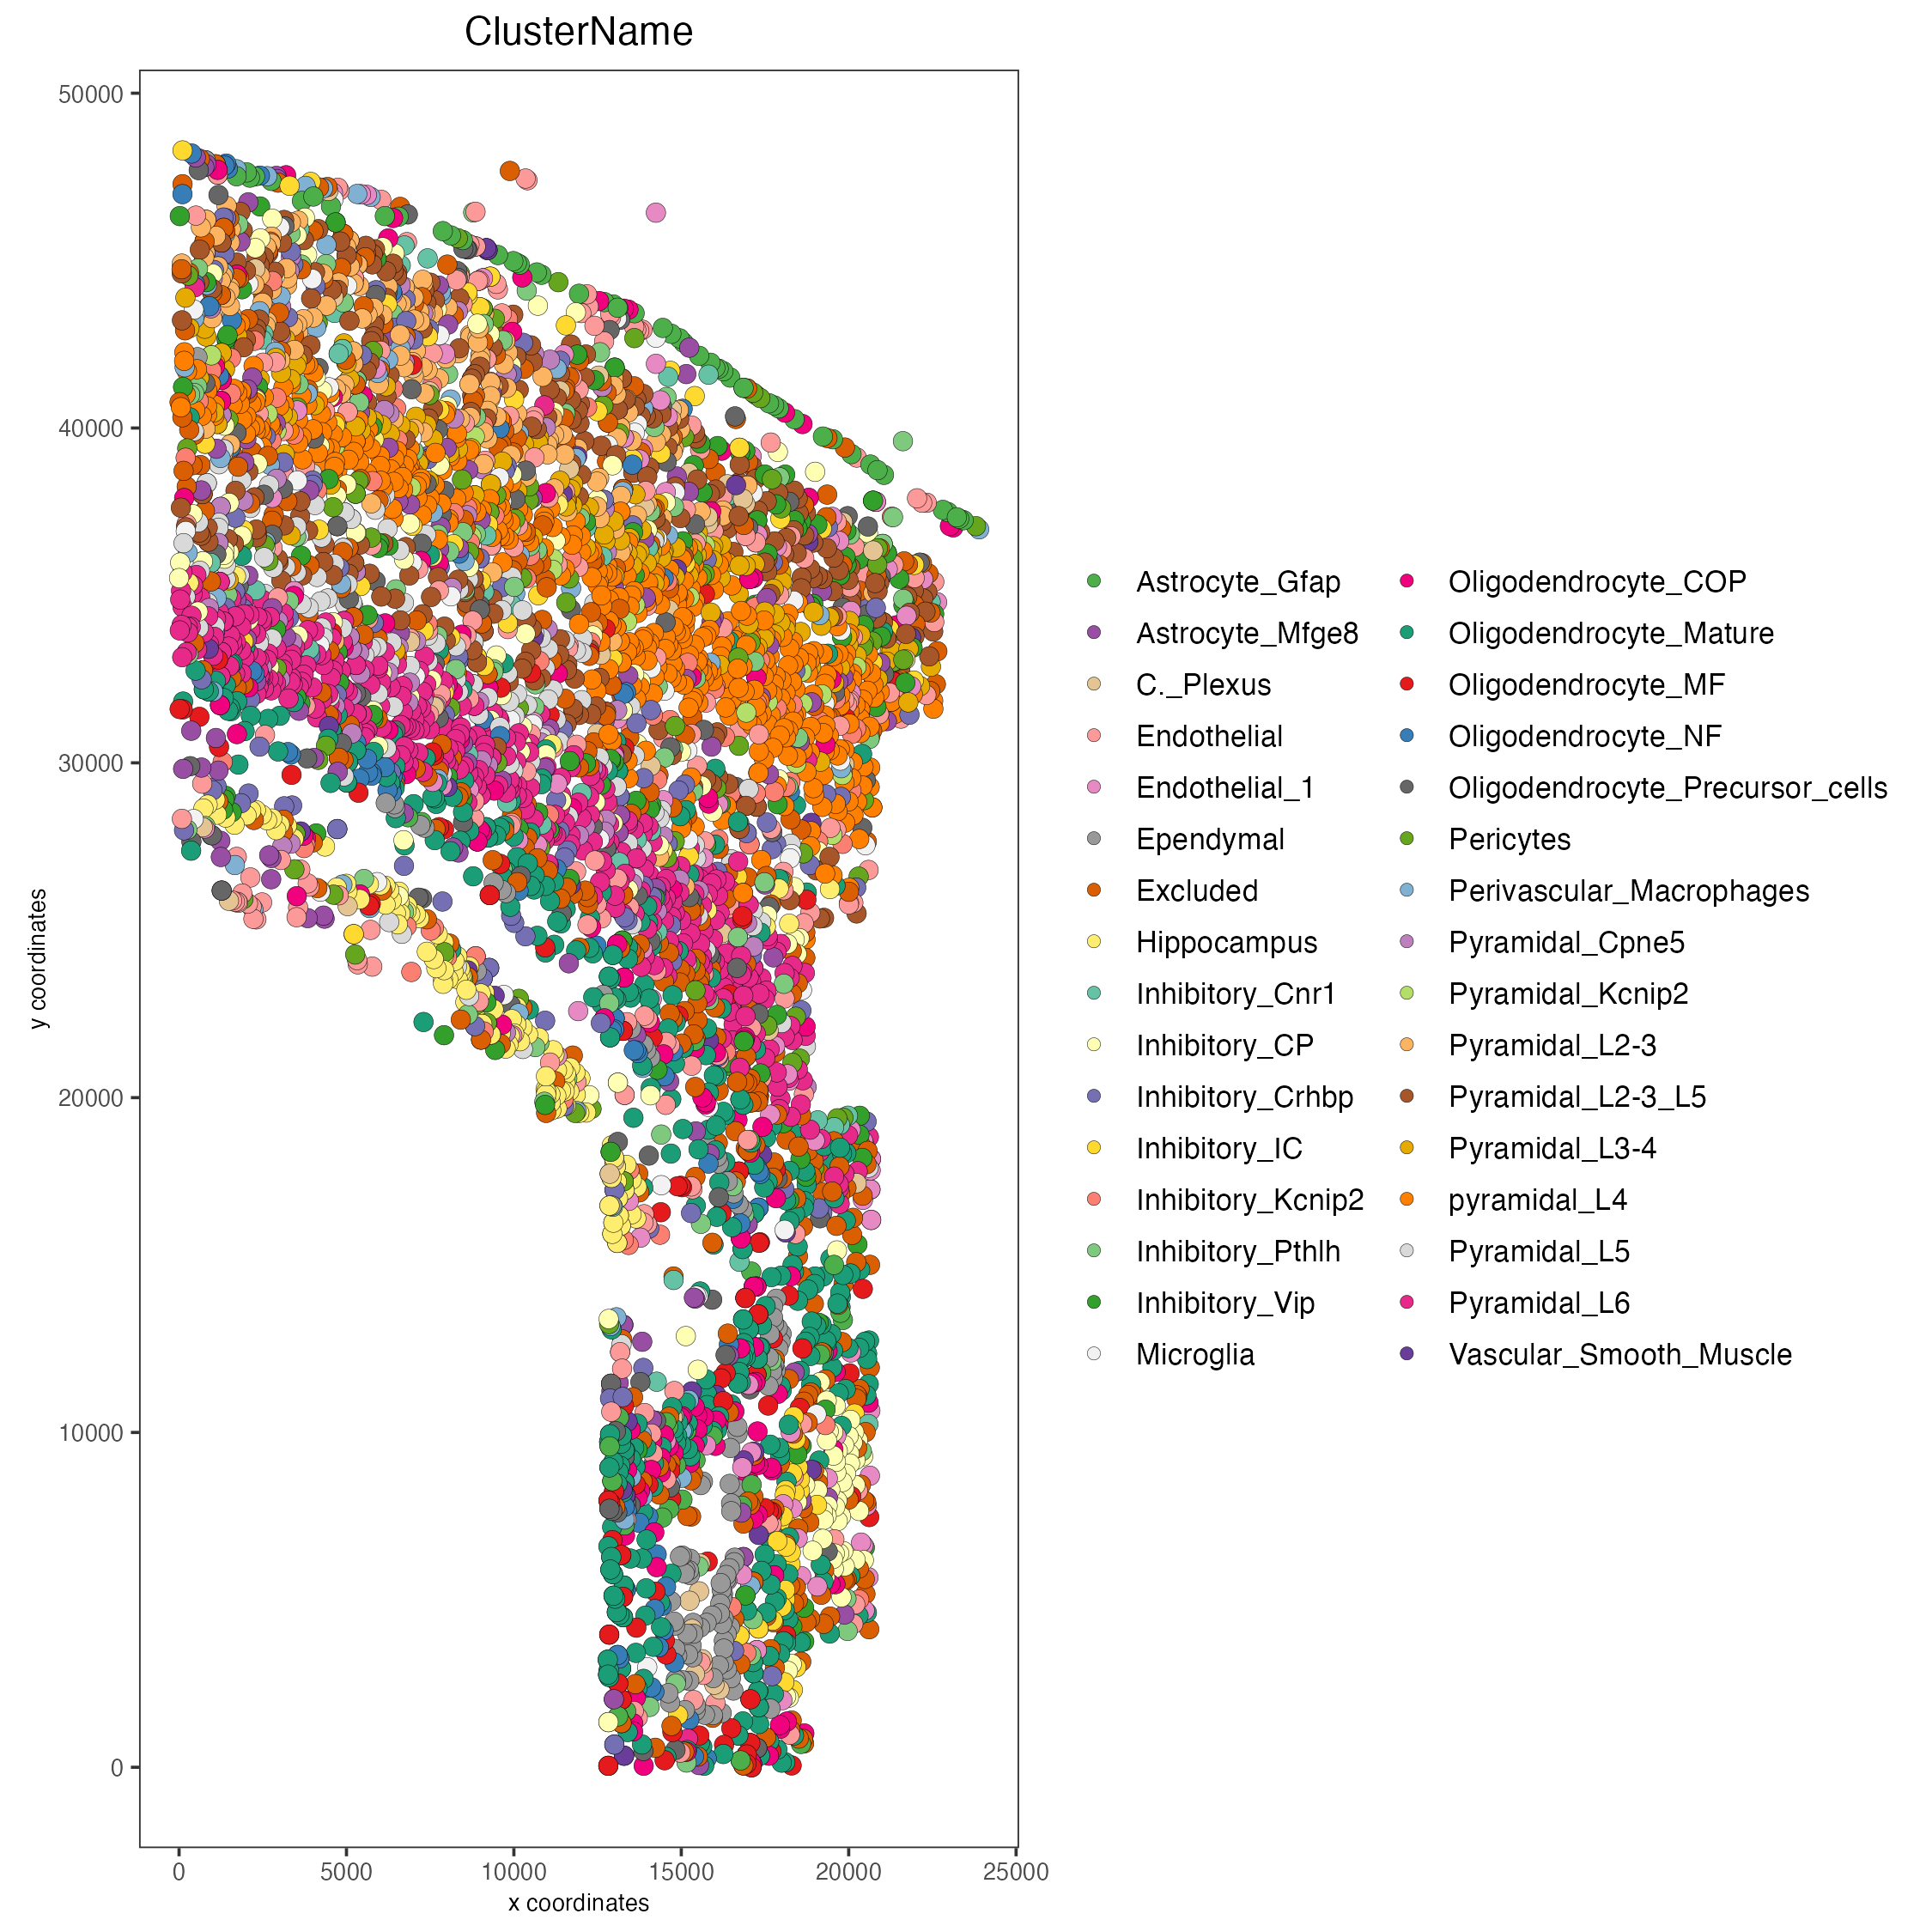 ClusterName
50000
40000
30000
20000
10000
0
y coordinates
0 5000 10000 15000 20000 25000
x coordinates
Astrocyte_Gfap
Astrocyte_Mfge8
C._Plexus
Endothelial
Endothelial_1
Ependymal
Excluded
Hippocampus
Inhibitory_Cnr1
Inhibitory_CP
Inhibitory_Crhbp
Inhibitory_IC
Inhibitory_Kcnip2
Inhibitory_Pthlh
Inhibitory_Vip
Microglia
Oligodendrocyte_COP
Oligodendrocyte_Mature
Oligodendrocyte_MF
Oligodendrocyte_NF
Oligodendrocyte_Precursor_cells
Pericytes
Perivascular_Macrophages
Pyramidal_Cpne5
Pyramidal_Kcnip2
Pyramidal_L2-3
Pyramidal_L2-3_L5
Pyramidal_L3-4
pyramidal_L4
Pyramidal_L5
Pyramidal_L6
Vascular_Smooth_Muscle